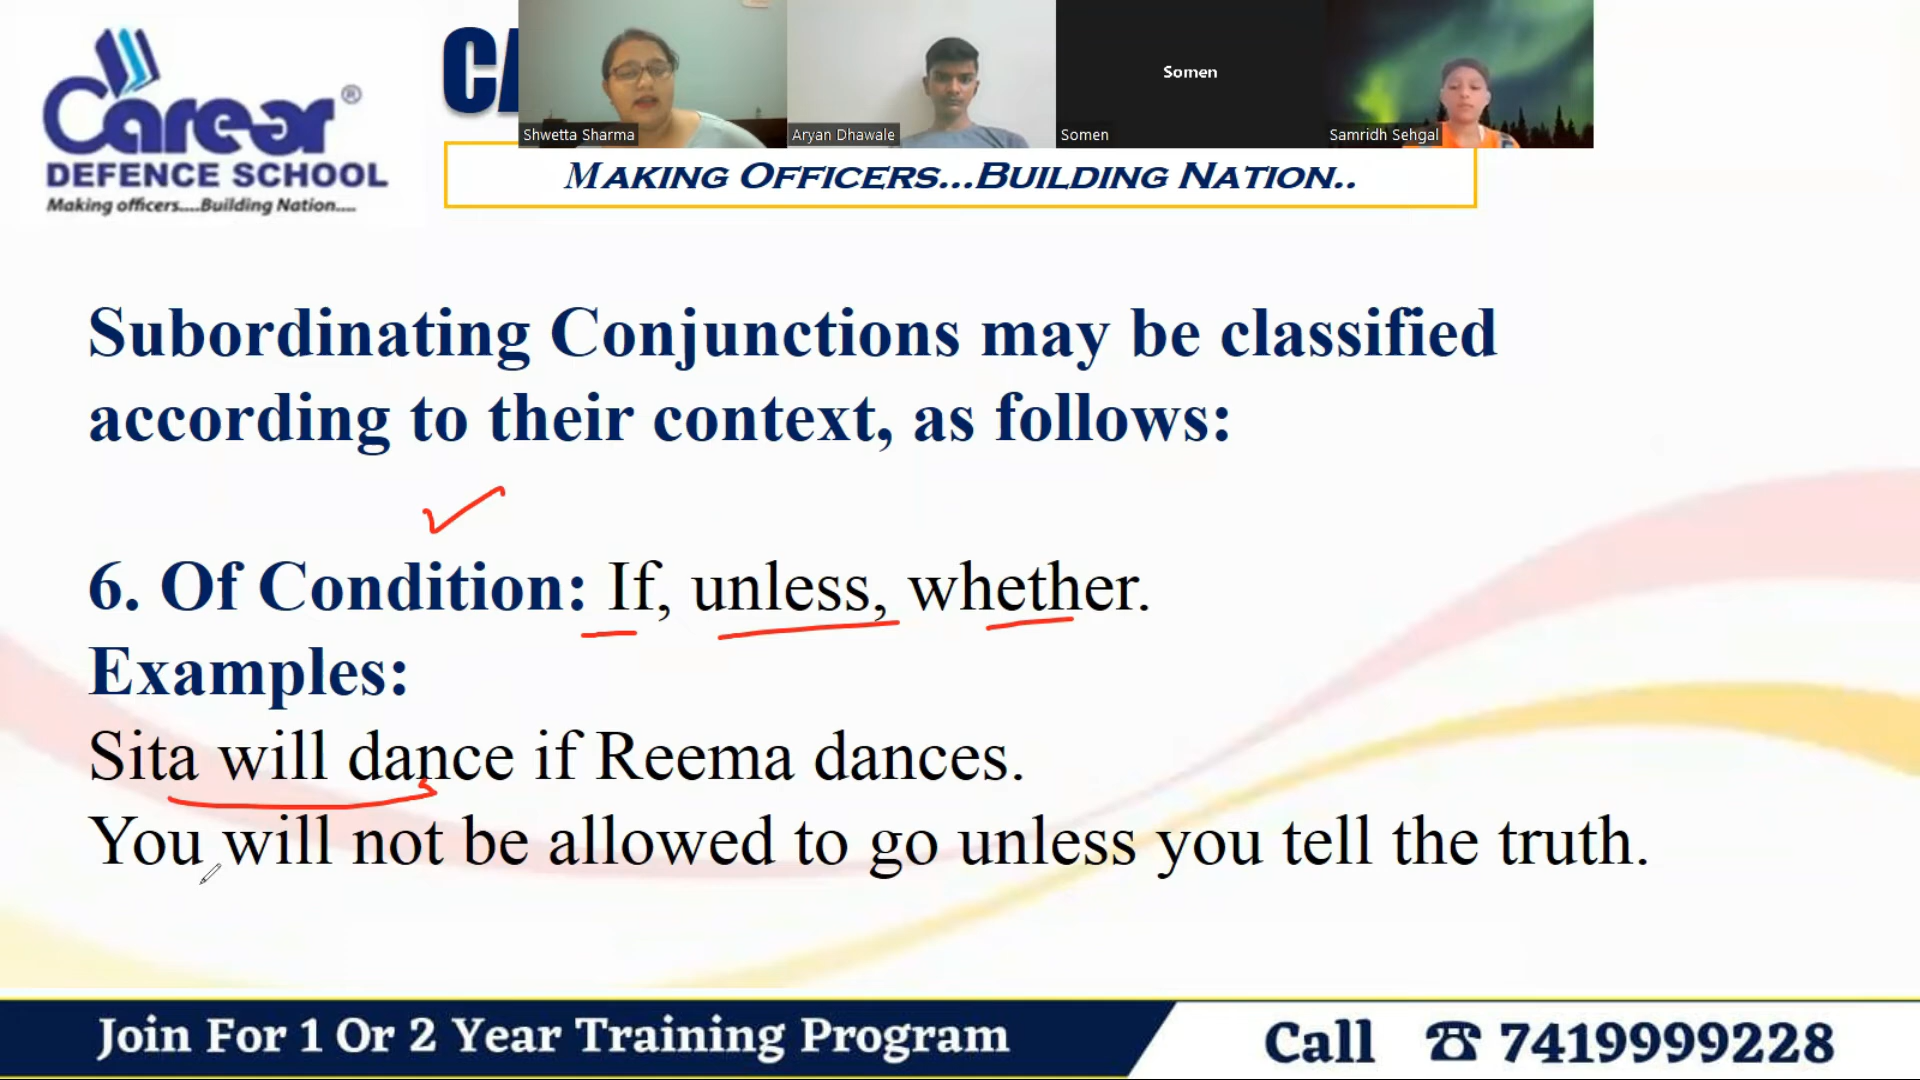 Carear®
DEFENCE SCHOOL
Making officers....Building Nation....
CA
Shwetta Sharma
Aryan Dhawale
Somen
Somen
Samridh Sehgal
MAKING OFFICERS...BUILDING NATION..
Subordinating Conjunctions may be classified
according to their context, as follows:
6. Of Condition: If, unless, whether.
Examples:
Sita will dance if Reema dances.
You will not be allowed to go unless you tell the truth.
Join For 1 Or 2 Year Training Program
Call ☎ 7419999228